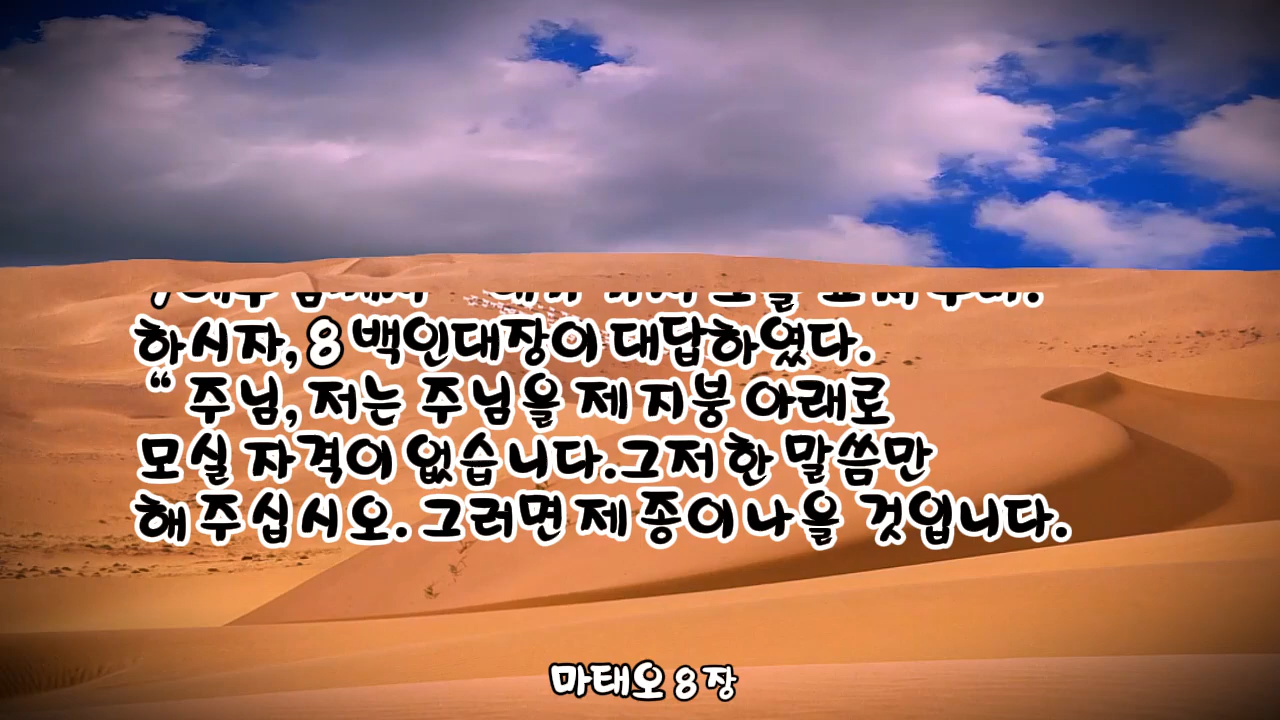 하시자, 8 백인대장이 대답하였다.
“ 주님, 저는 주님을 제 지붕 아래로
모실 자격이 없습니다. 그저 한 말씀만
해 주십시오. 그러면 제 종이 나을 것입니다.
마태오 8 장